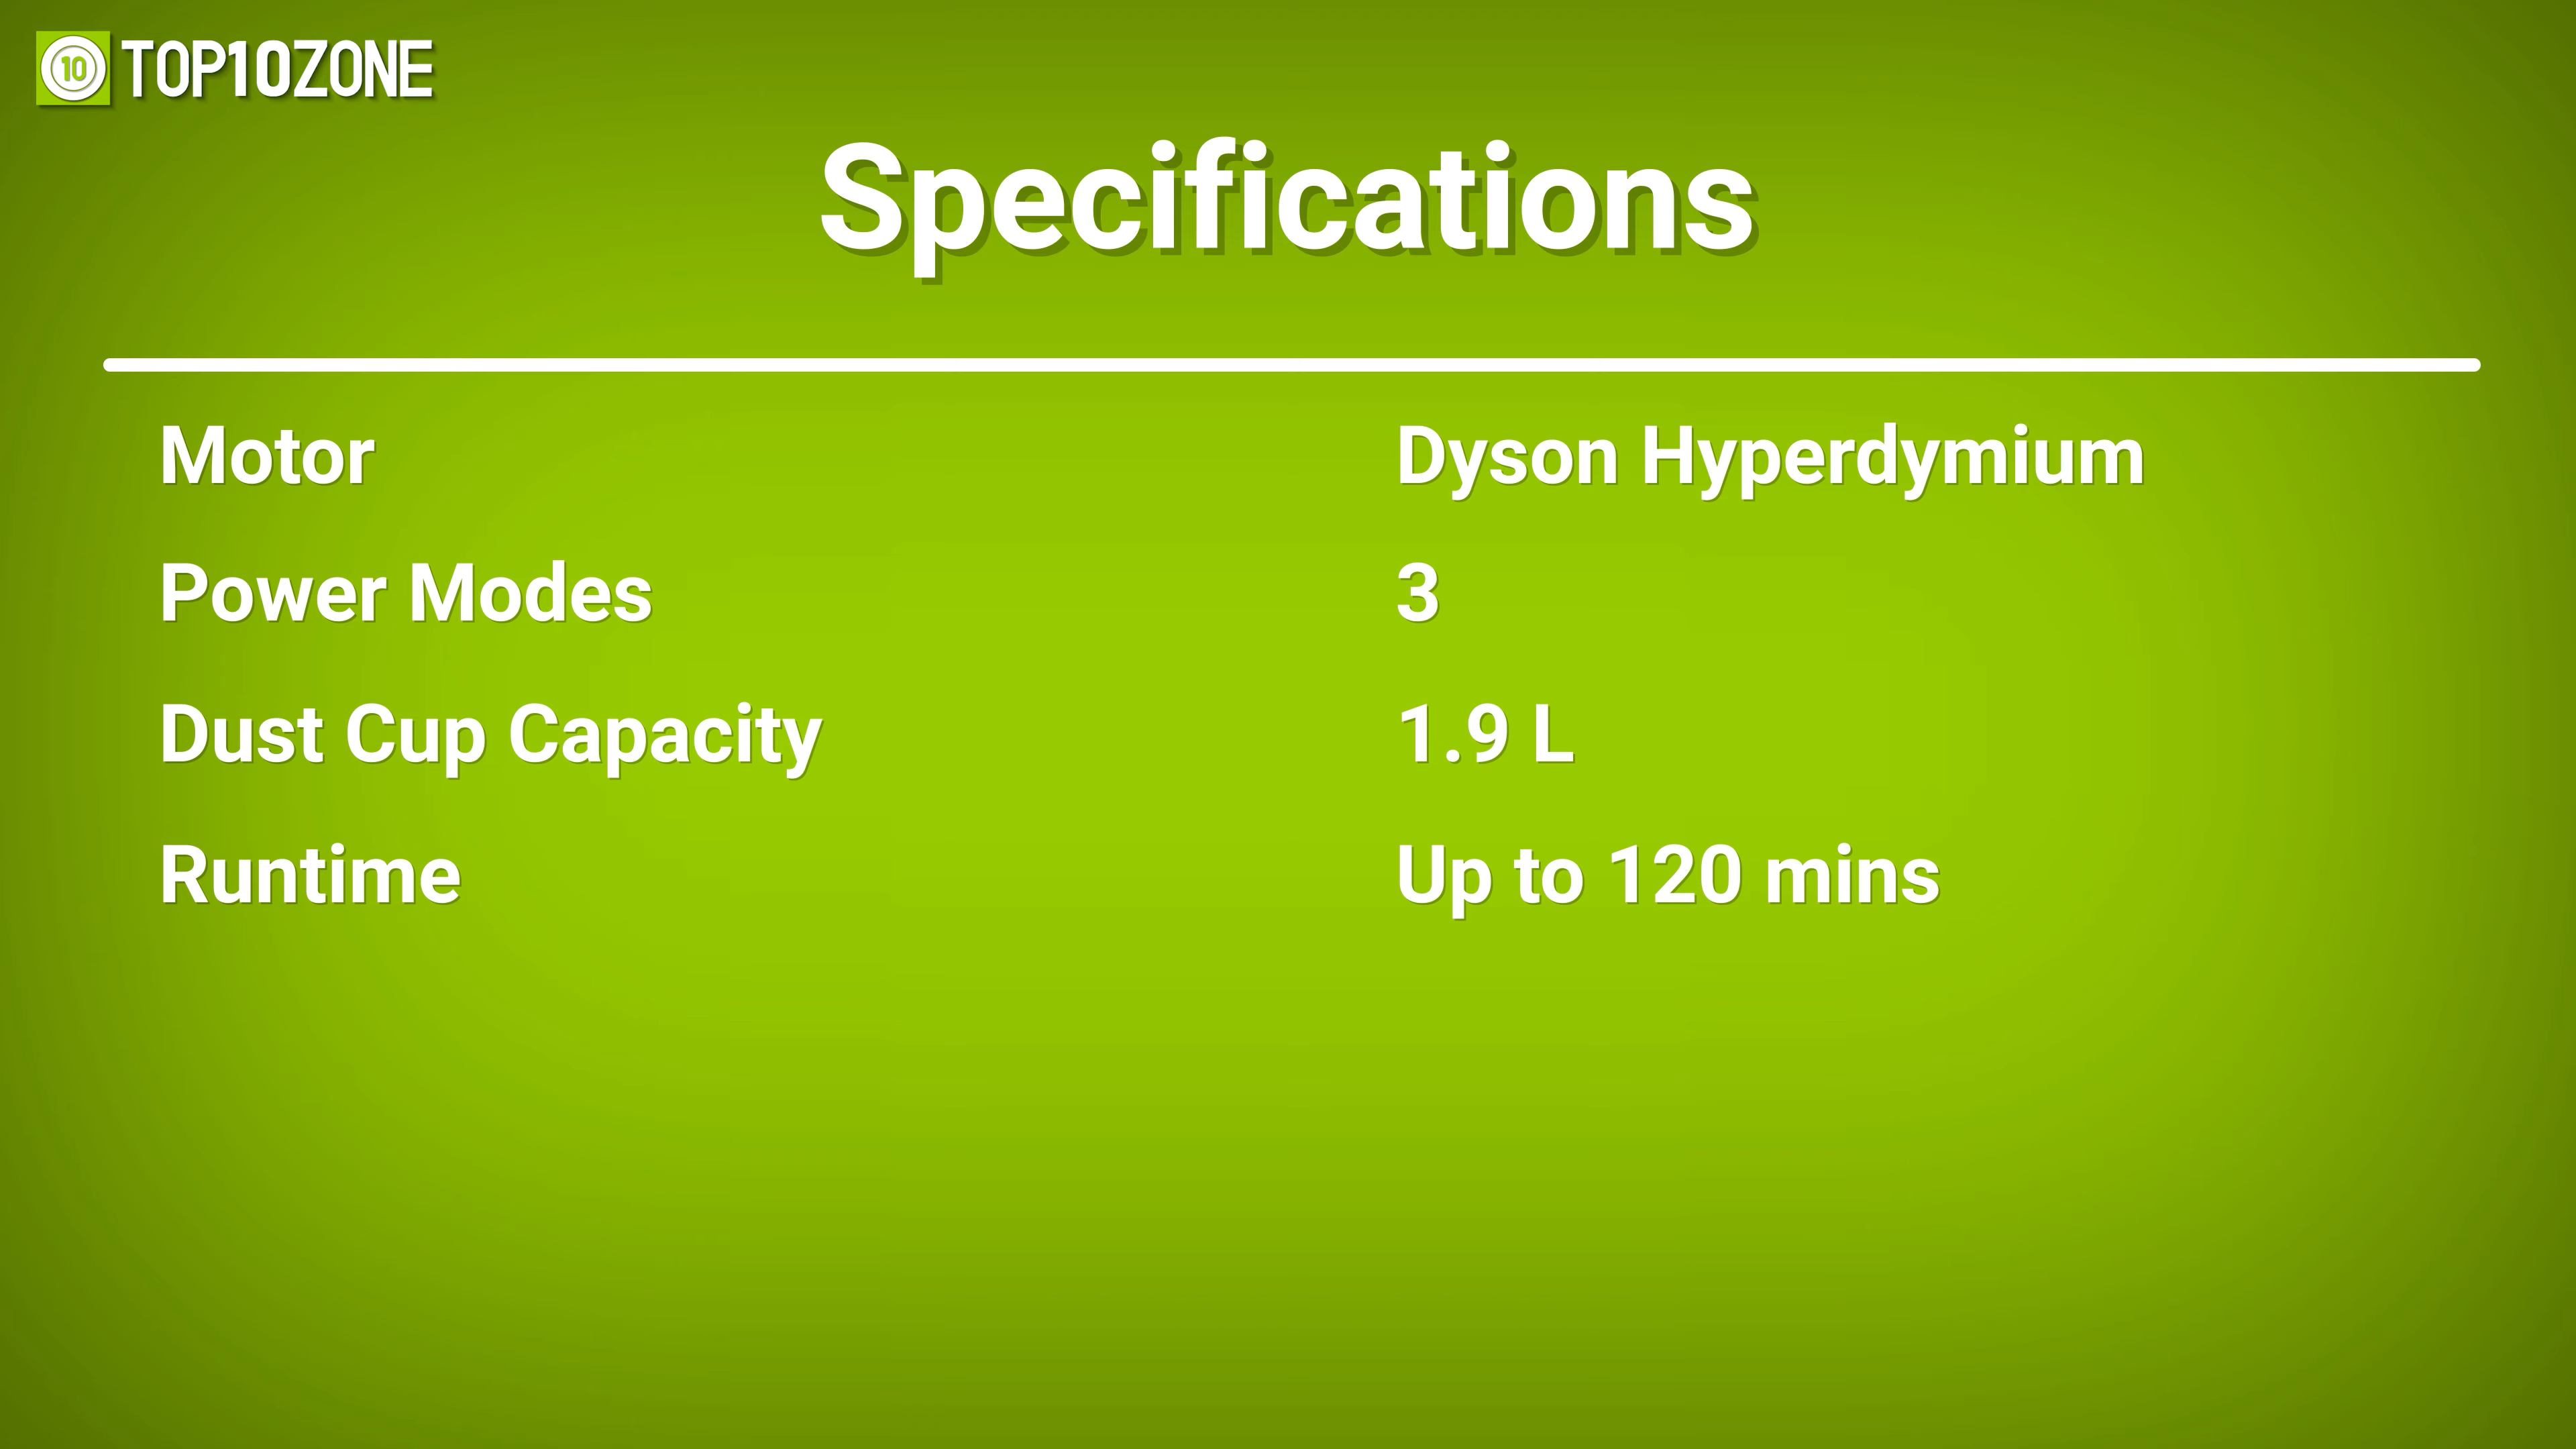 10 TOP10ZONE
Specifications
Motor Dyson Hyperdymium
Power Modes 3
Dust Cup Capacity 1.9 L
Runtime Up to 120 mins